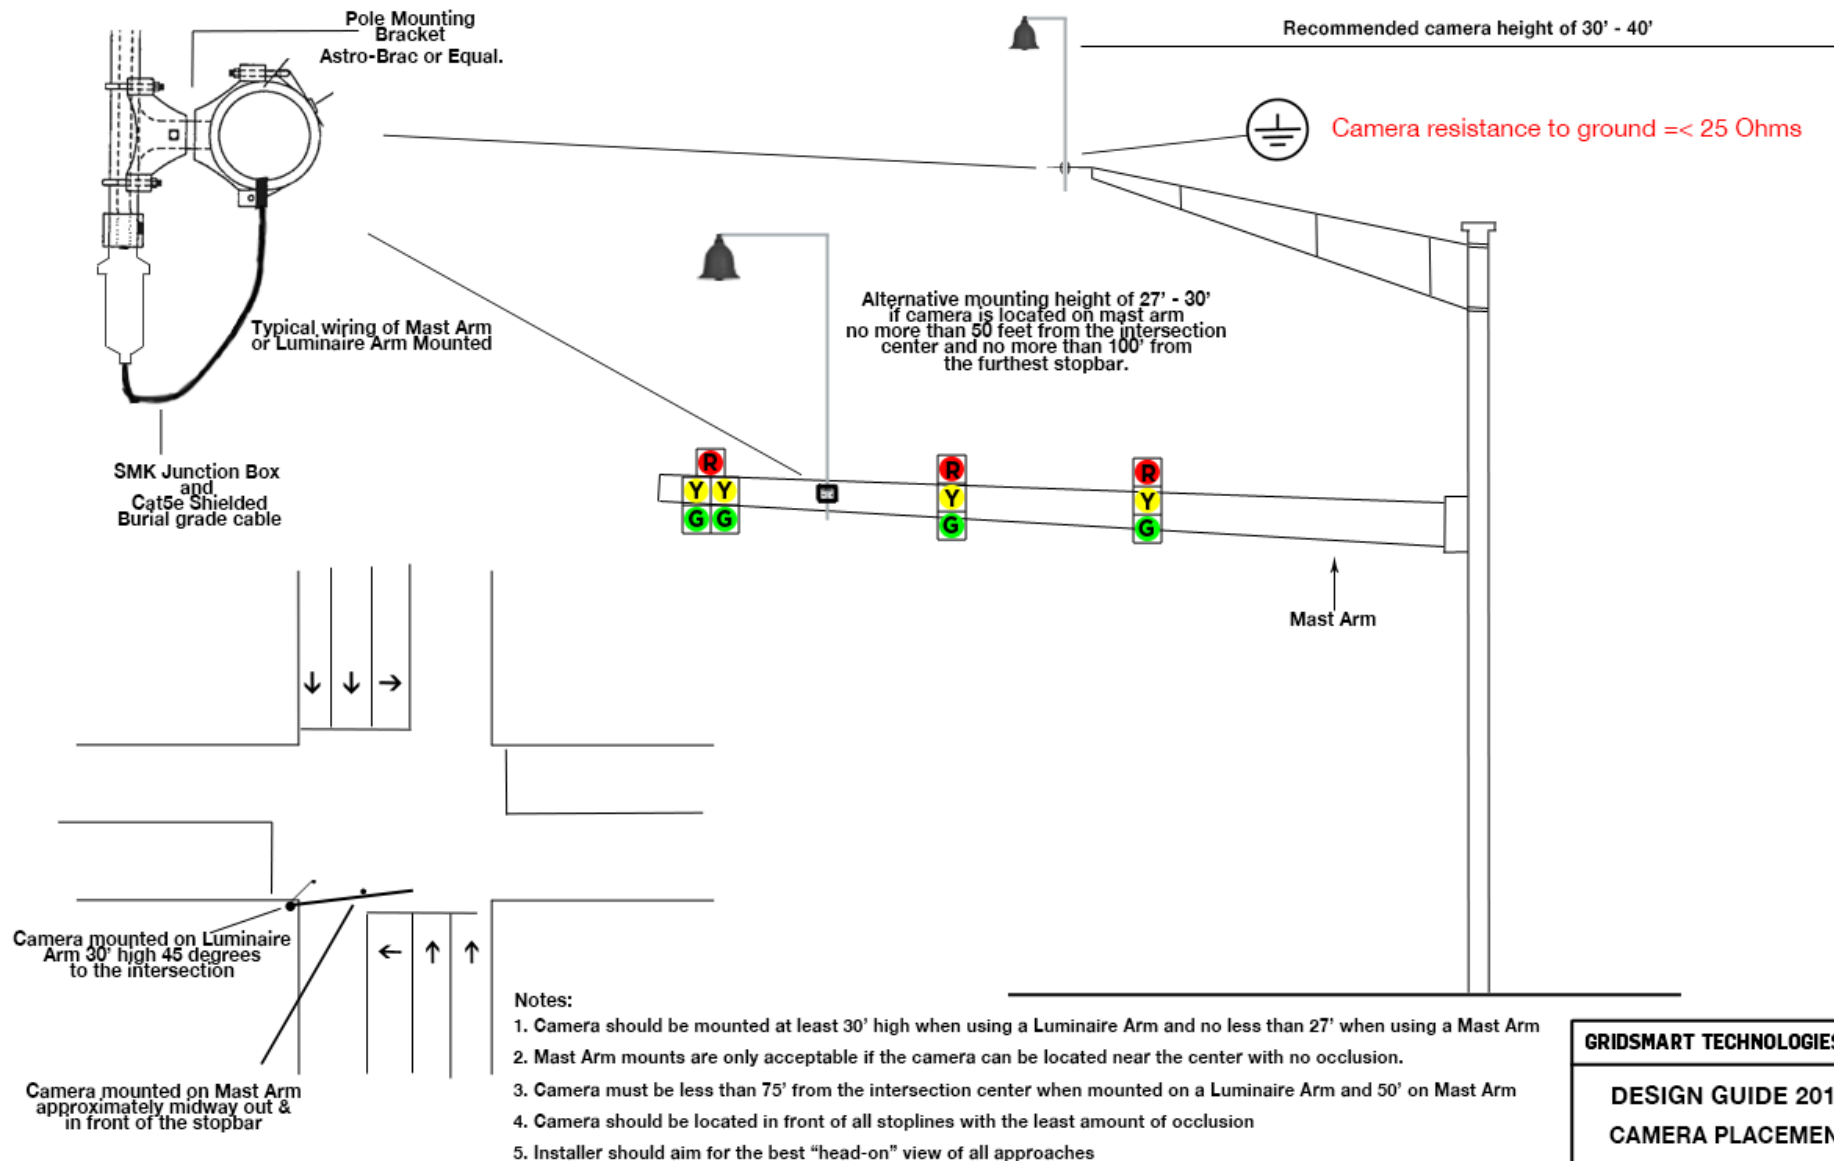 Pole Mounting
Bracket
Astro-Brac or Equal.
Recommended camera height of 30' - 40'
Camera resistance to ground =< 25 Ohms
Alternative mounting height of 27' - 30'
if camera is located on mast arm
no more than 50 feet from the intersection
center and no more than 100' from
the furthest stopbar.
Typical wiring of Mast Arm
or Luminaire Arm Mounted
SMK Junction Box
and
Cat5e Shielded
Burial grade cable
R
Y Y
G G
R
Y
G
R
Y
G
Mast Arm
Camera mounted on Luminaire
Arm 30' high 45 degrees
to the intersection
Camera mounted on Mast Arm
approximately midway out &
in front of the stopbar
Notes:
1. Camera should be mounted at least 30' high when using a Luminaire Arm and no less than 27' when using a Mast Arm
2. Mast Arm mounts are only acceptable if the camera can be located near the center with no occlusion.
3. Camera must be less than 75' from the intersection center when mounted on a Luminaire Arm and 50' on Mast Arm
4. Camera should be located in front of all stoplines with the least amount of occlusion
5. Installer should aim for the best “head-on” view of all approaches
GRIDSMART TECHNOLOGIES
DESIGN GUIDE 201
CAMERA PLACEMEN